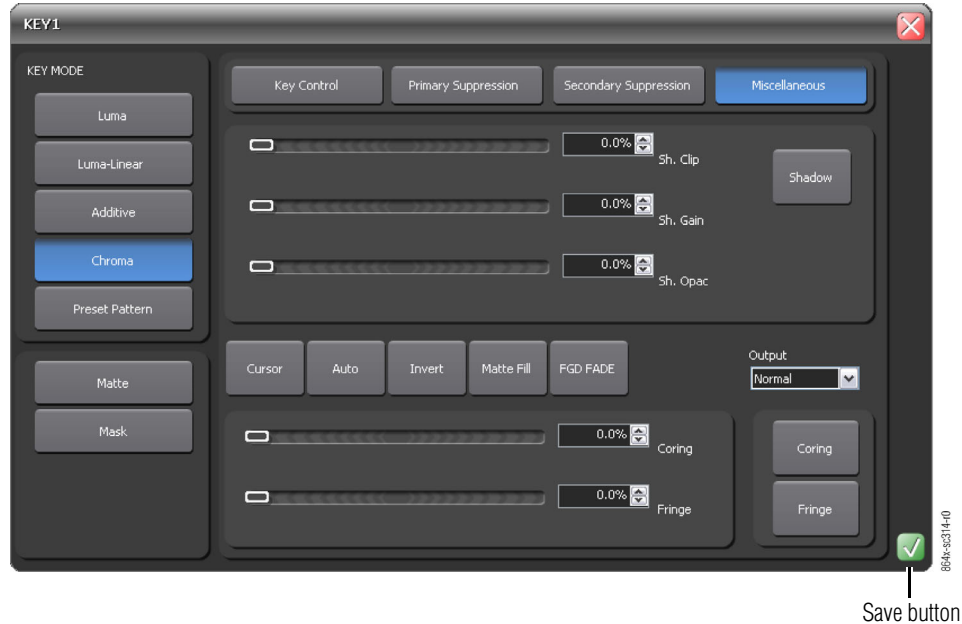 KEY1
KEY MODE
Luma
Luma-Linear
Additive
Chroma
Preset Pattern
Matte
Mask
Key Control Primary Suppression Secondary Suppression Miscellaneous
0.0% Sh. Clip
0.0% Sh. Gain
0.0% Sh. Opac
Shadow
Cursor Auto Invert Matte Fill FGD FADE
Output
Normal
0.0% Coring
0.0% Fringe
Coring
Fringe
864x-sc314-r0
Save button